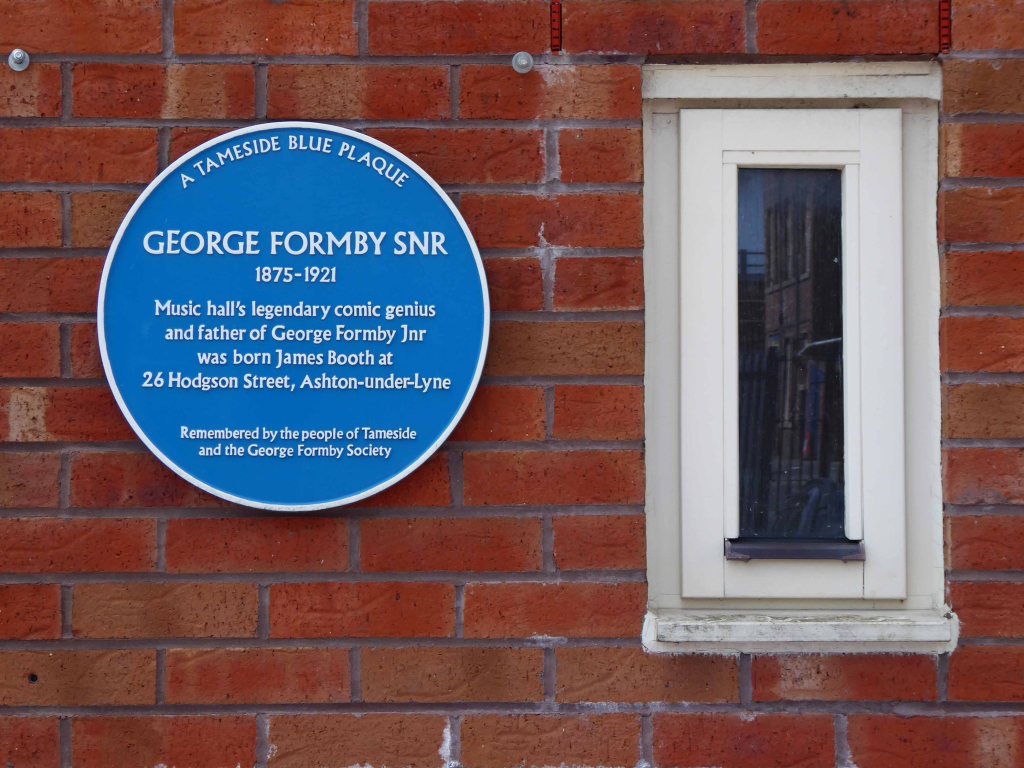 A TAMESIDE BLUE PLAQUE
GEORGE FORMBY SNR
1875-1921
Music hall's legendary comic genius
and father of George Formby Jnr
was born James Booth at
26 Hodgson Street, Ashton-under-Lyne
Remembered by the people of Tameside
and the George Formby Society